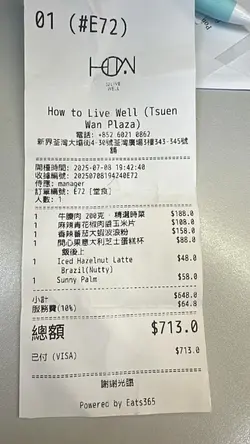 01 (#E72)
HON
LIVING
WELL
How to Live Well (Tsuen
Wan Plaza)
電話: +852 6021 0862
新界荃灣大壩街4-30號荃灣廣場3樓343-345號
舖
開檯時間: 2025-07-08 19:42:40
收據編號: 20250708194240E72
侍應: manager
訂單編號: E72 [堂食]
人數: 1
1 牛腰肉 200克 - 精選時菜 $188.0
1 麻辣青花椒肉醬玉米片 $108.0
1 香辣蕃茄大蝦波浪粉 $158.0
1 開心果意大利芝士蛋糕杯 $88.0
飯後上
1 Iced Hazelnut Latte $48.0
Brazil(Nutty)
1 Sunny Palm $58.0
小計 $648.0
服務費(10%) $64.8
總額 $713.0
已付 (VISA) $713.0
謝謝光臨
Powered by Eats365